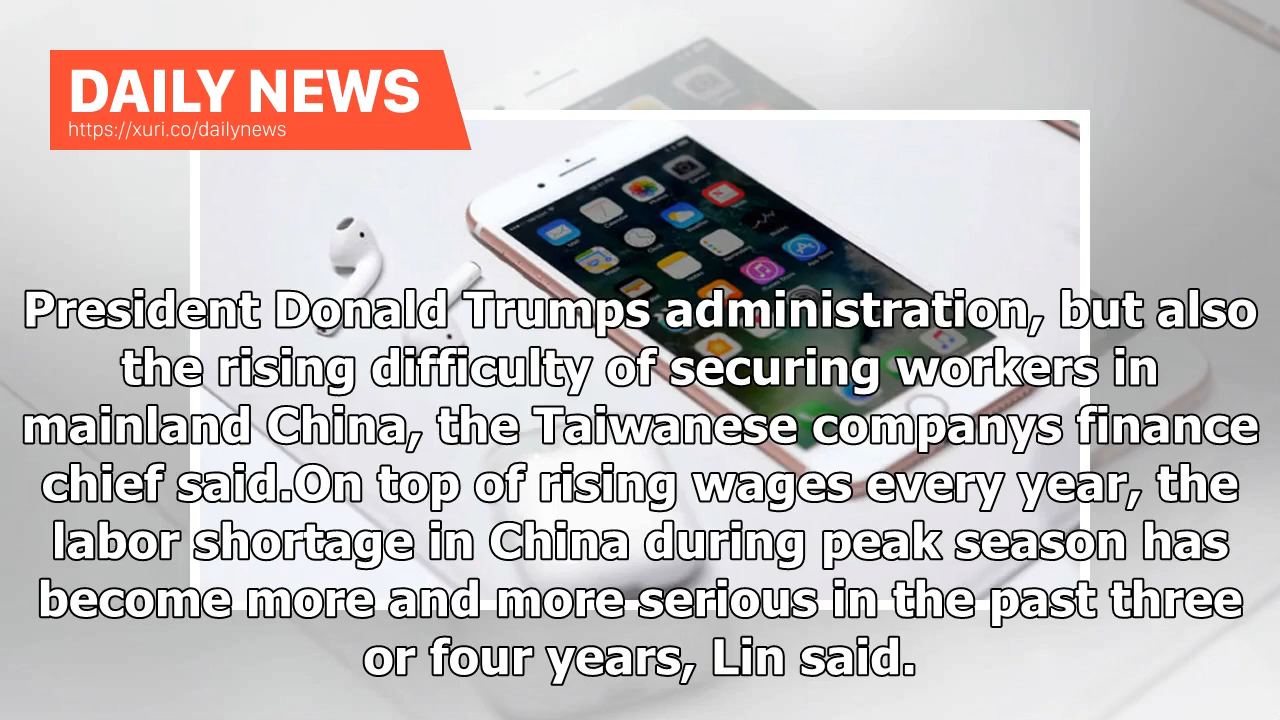 DAILY NEWS
https://xuri.co/dailynews
President Donald Trumps administration, but also
the rising difficulty of securing workers in
mainland China, the Taiwanese companys finance
chief said.On top of rising wages every year, the
labor shortage in China during peak season has
become more and more serious in the past three
or four years, Lin said.